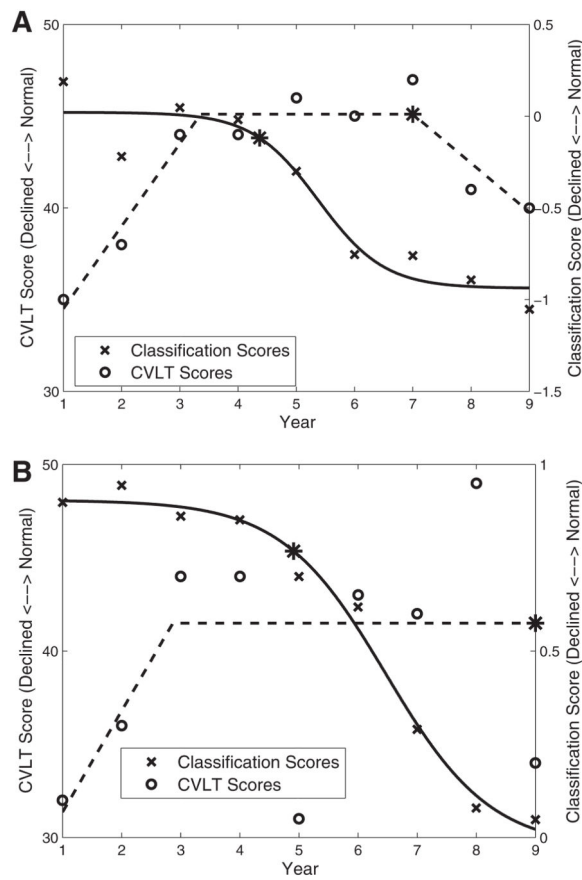 A
50
40
30
CVLT Score (Declined <---> Normal)
0.5
0
−0.5
−1
−1.5
Classification Score (Declined <---> Normal)
Classification Scores
CVLT Scores
1 2 3 4 5 6 7 8 9
Year
B
50
40
30
CVLT Score (Declined <---> Normal)
1
0.5
0
Classification Score (Declined <---> Normal)
Classification Scores
CVLT Scores
1 2 3 4 5 6 7 8 9
Year